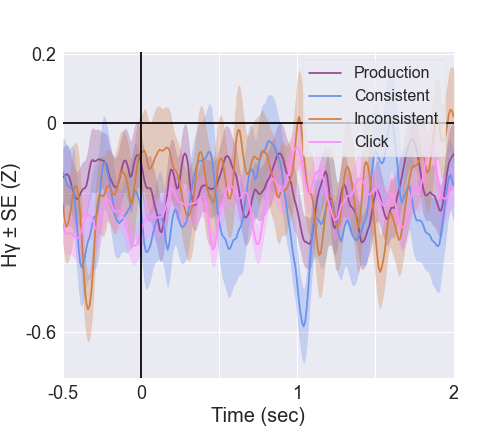 0.2
Production
Consistent
0
Inconsistent
Click
Hγ ± SE (Z)
-0.6
-0.5
0
1
2
Time (sec)